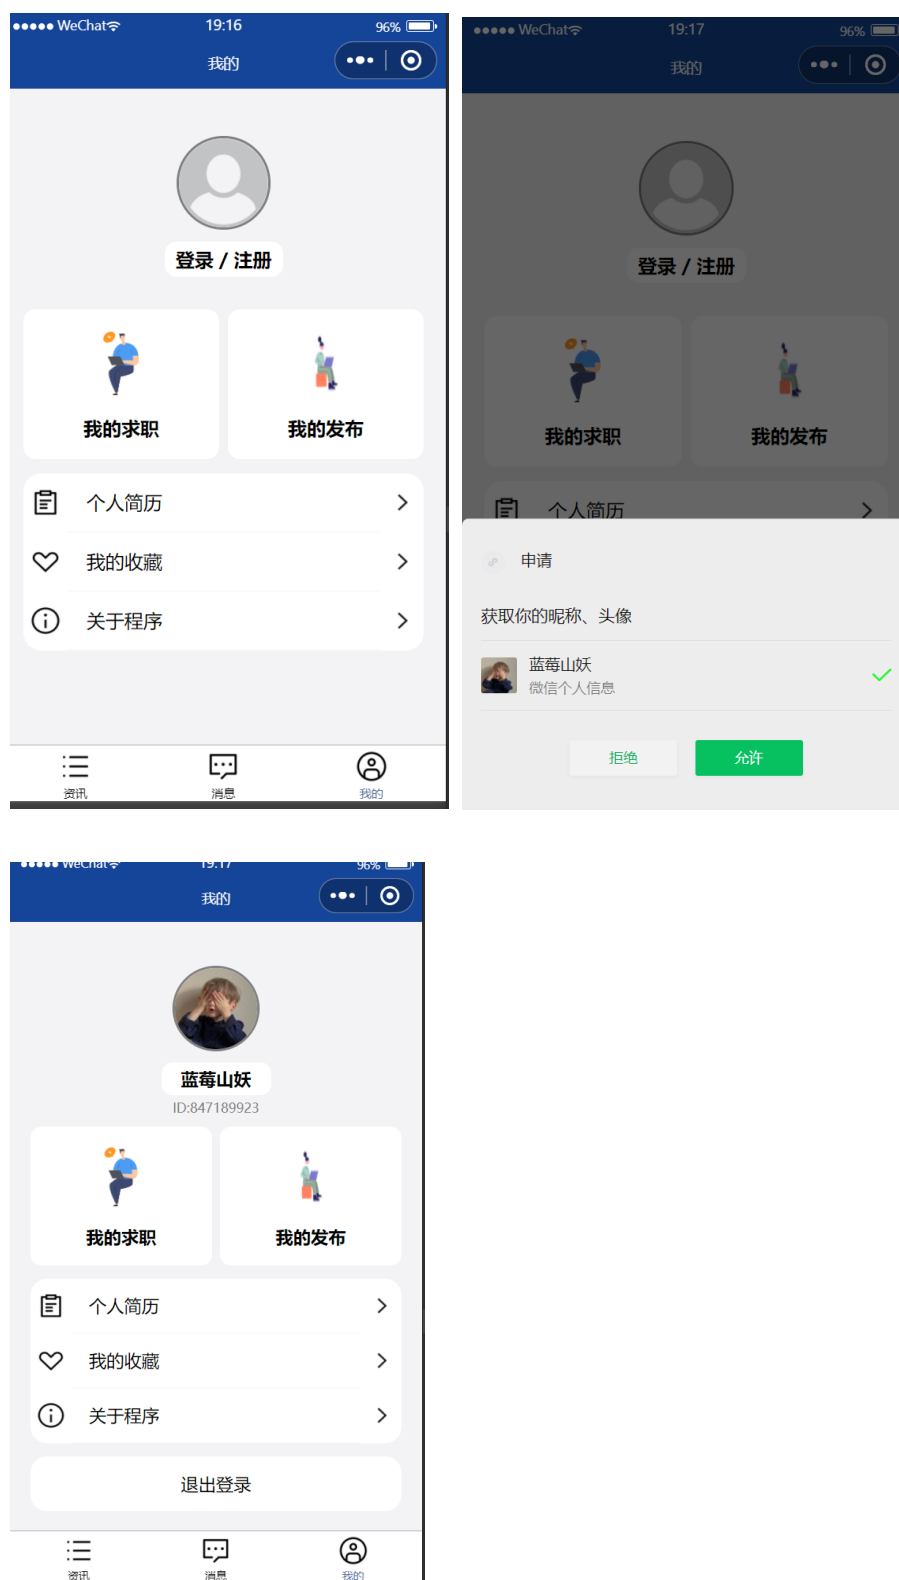 WeChat 19:16 96%
我的
登录 / 注册
我的求职 我的发布
个人简历
我的收藏
关于程序
资讯 消息 我的
WeChat 19:17 96%
我的
登录 / 注册
我的求职 我的发布
个人简历
申请
获取你的昵称、头像
蓝莓山妖
微信个人信息
拒绝 允许
WeChat 19:17 96%
我的
蓝莓山妖
ID:847189923
我的求职 我的发布
个人简历
我的收藏
关于程序
退出登录
资讯 消息 我的